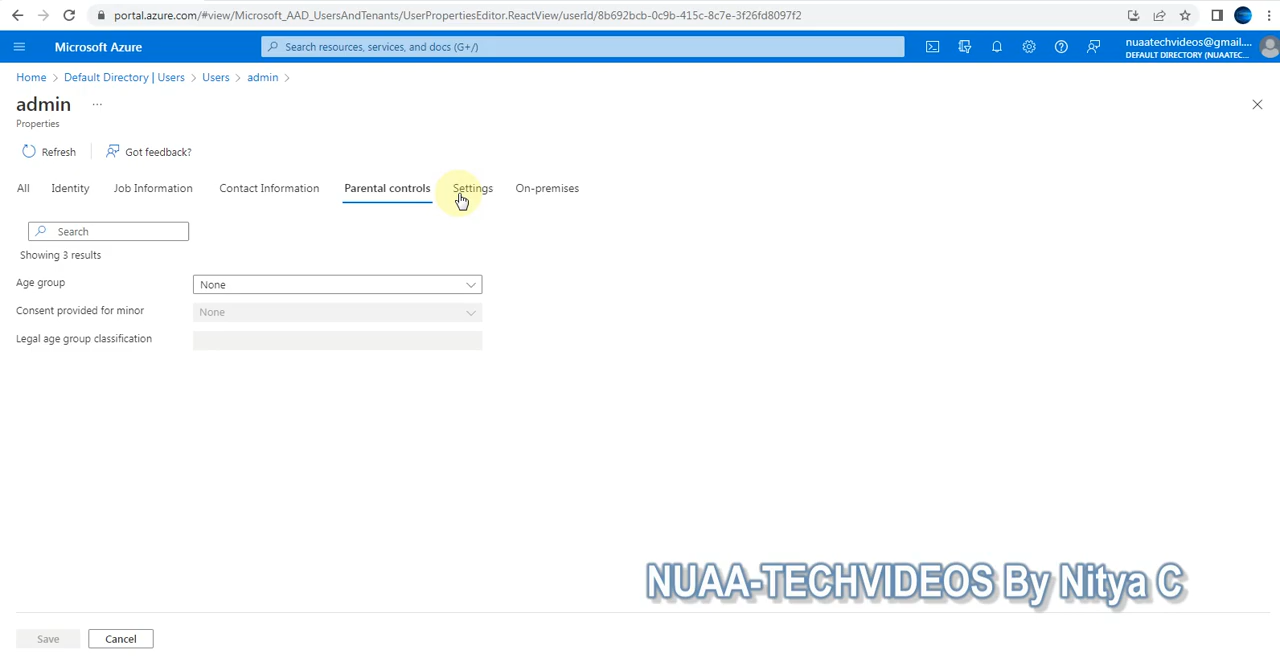 portal.azure.com/#view/Microsoft_AAD_UsersAndTenants/UserPropertiesEditor.ReactView/userId/8b692bcb-0c9b-415c-8c7e-3f26fd8097f2
Microsoft Azure
Search resources, services, and docs (G+/)
nuaatechvideos@gmail....
DEFAULT DIRECTORY (NUAATEC...
Home > Default Directory | Users > Users > admin >
admin ...
Properties
Refresh
Got feedback?
All Identity Job Information Contact Information Parental controls Settings On-premises
Search
Showing 3 results
Age group None
Consent provided for minor None
Legal age group classification
NUAA-TECHVIDEOS By Nitya C
Save Cancel